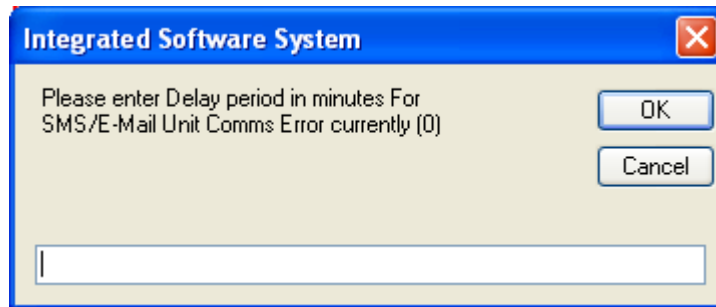 Integrated Software System
Please enter Delay period in minutes For
SMS/E-Mail Unit Comms Error currently (0)
OK
Cancel